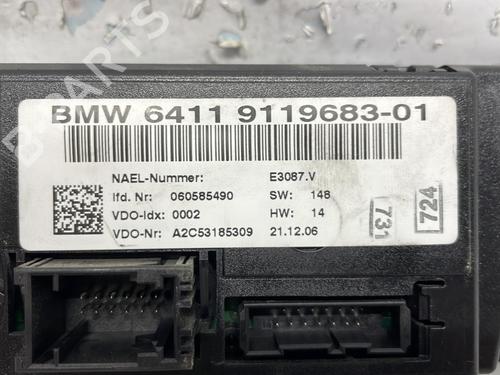 B-PARTS
BMW 6411 9119683-01
NAEL-Nummer: E3087.V
lfd. Nr: 060585490 SW: 148
VDO-Idx: 0002 HW: 14
VDO-Nr: A2C53185309 21.12.06
731
724